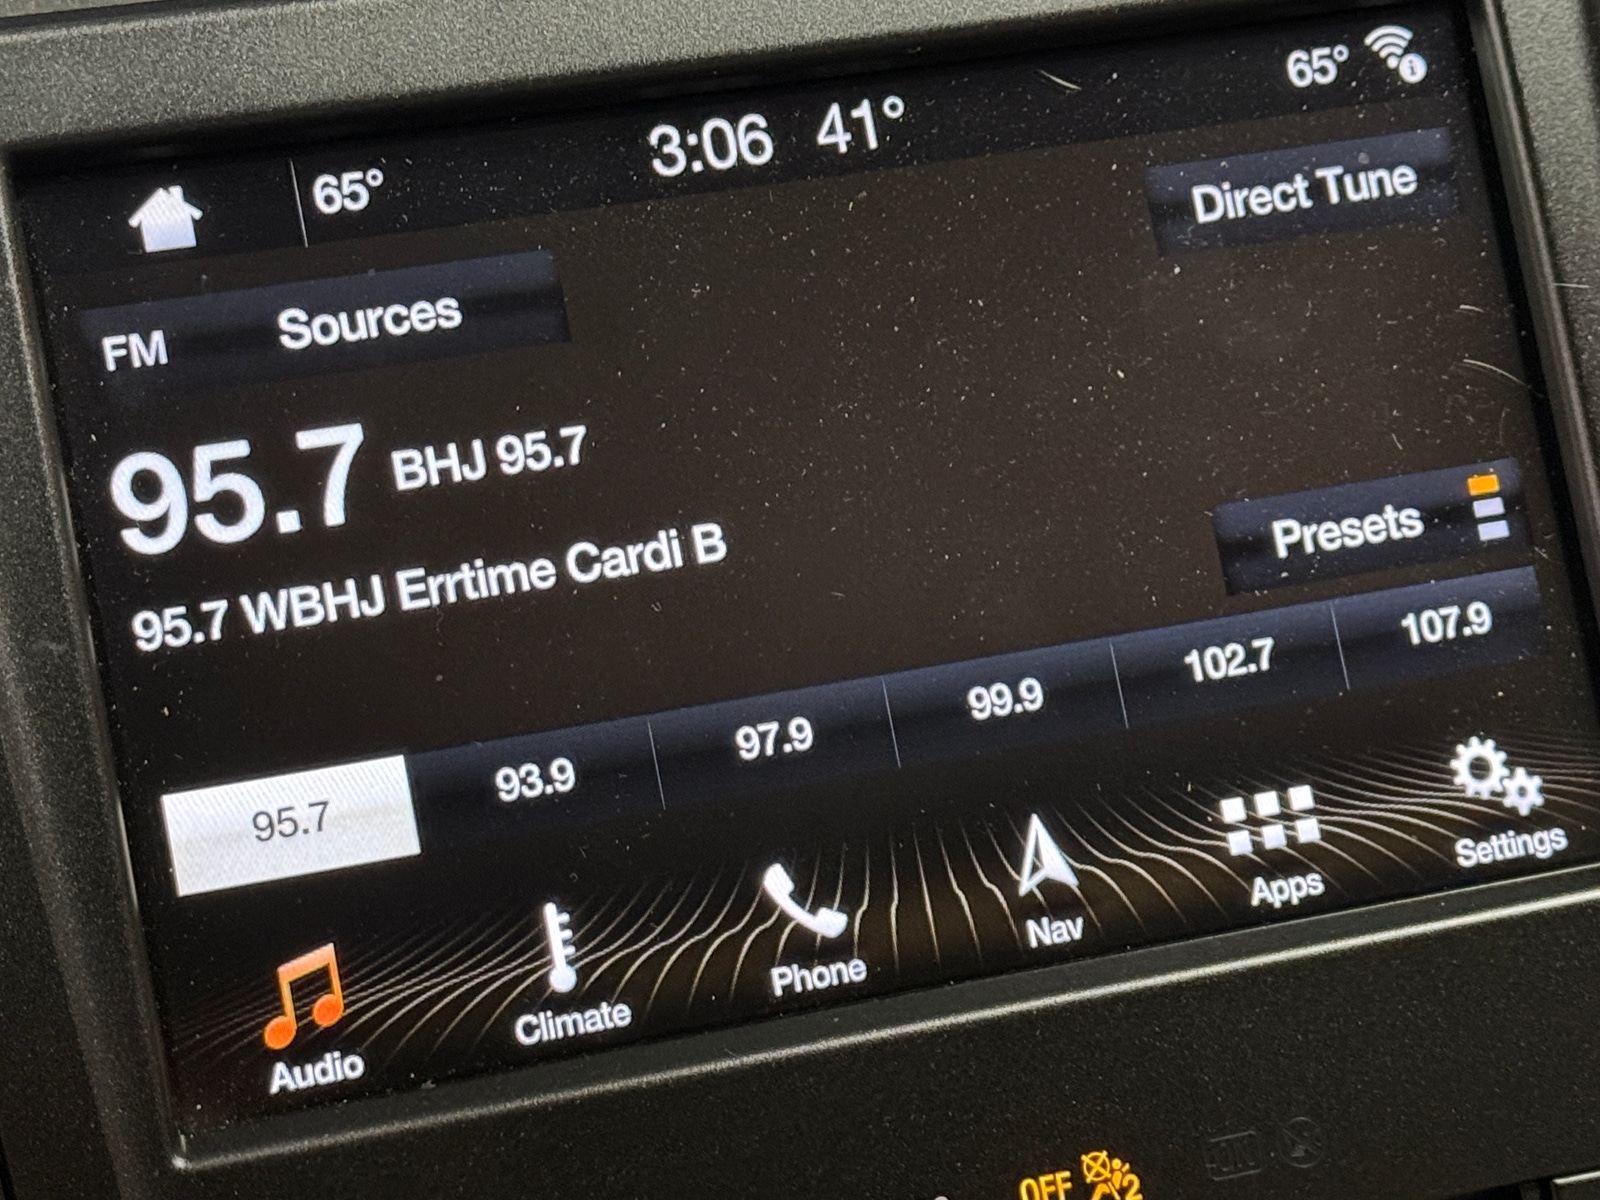 65° 3:06 41° 65°
Direct Tune
FM Sources
95.7 BHJ 95.7
95.7 WBHJ Errtime Cardi B
Presets
95.7 93.9 97.9 99.9 102.7 107.9
Audio Climate Phone Nav Apps Settings
OFF 2